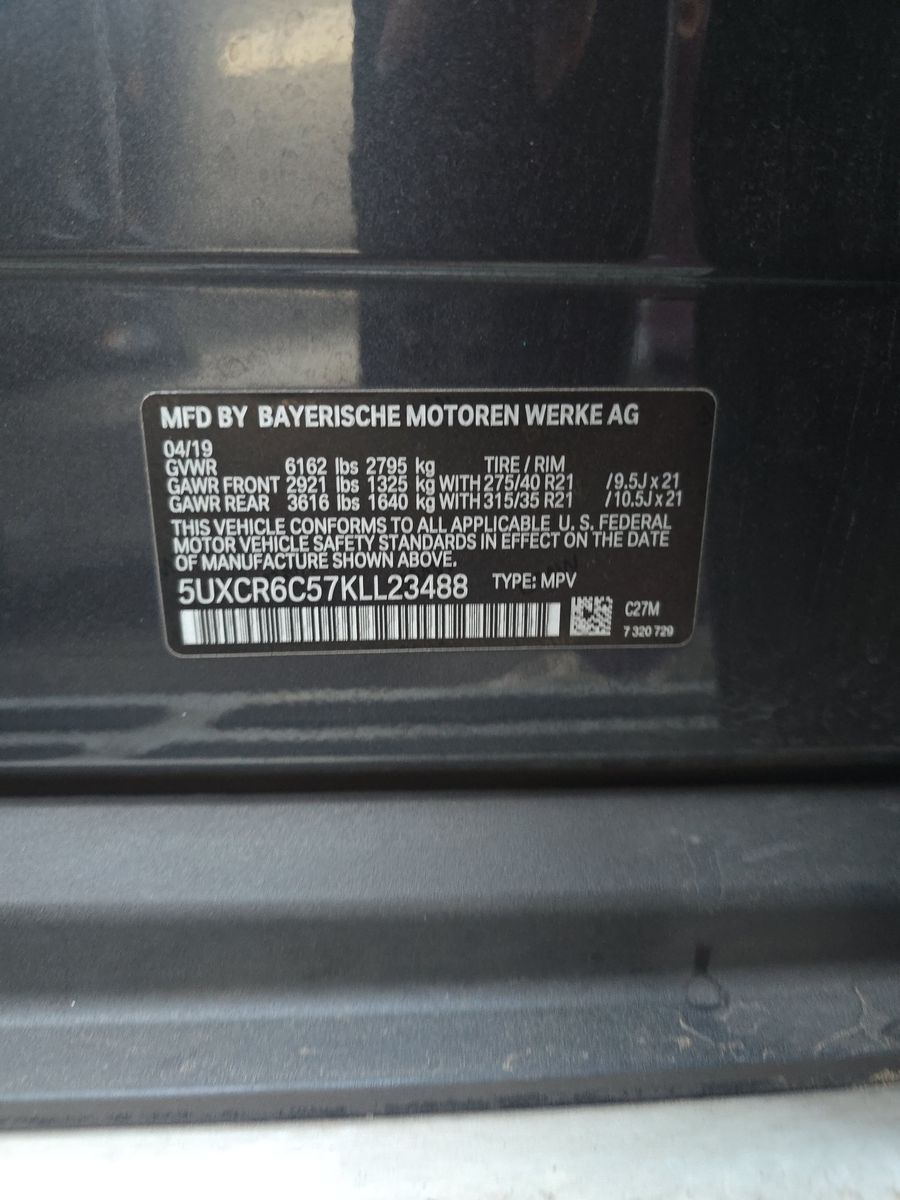 MFD BY BAYERISCHE MOTOREN WERKE AG
04/19
GVWR 6162 lbs 2795 kg TIRE / RIM
GAWR FRONT 2921 lbs 1325 kg WITH 275/40 R21 /9.5J x 21
GAWR REAR 3616 lbs 1640 kg WITH 315/35 R21 /10.5J x 21
THIS VEHICLE CONFORMS TO ALL APPLICABLE U. S. FEDERAL
MOTOR VEHICLE SAFETY STANDARDS IN EFFECT ON THE DATE
OF MANUFACTURE SHOWN ABOVE.
5UXCR6C57KLL23488 TYPE: MPV
C27M
7 320 729